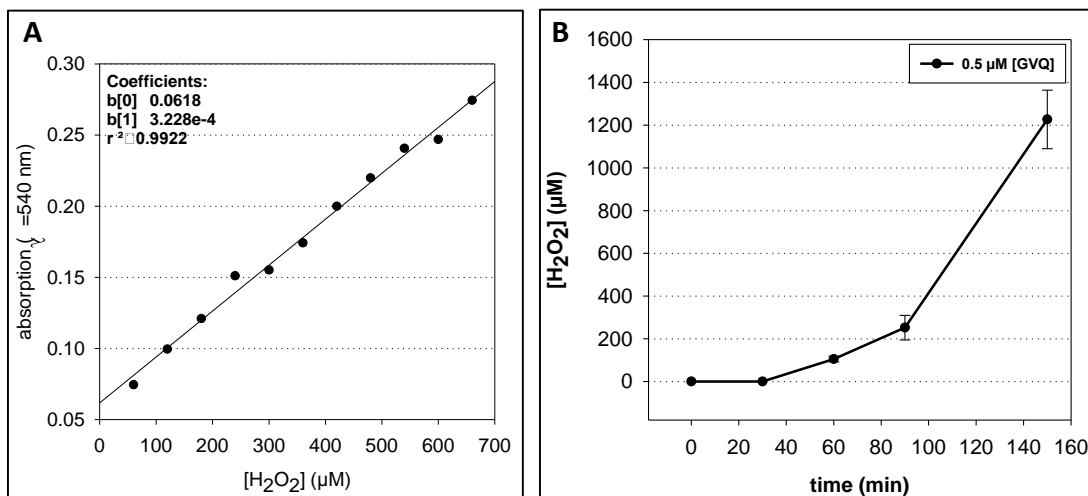 A
Coefficients:
b[0] 0.0618
b[1] 3.228e-4
r ² 0.9922
0.30
0.25
0.20
0.15
0.10
0.05
0 100 200 300 400 500 600 700
absorption ( =540 nm)
[H₂O₂] (µM)
B
0.5 µM [GVQ]
1600
1400
1200
1000
800
600
400
200
0
0 20 40 60 80 100 120 140 160
[H₂O₂] (µM)
time (min)